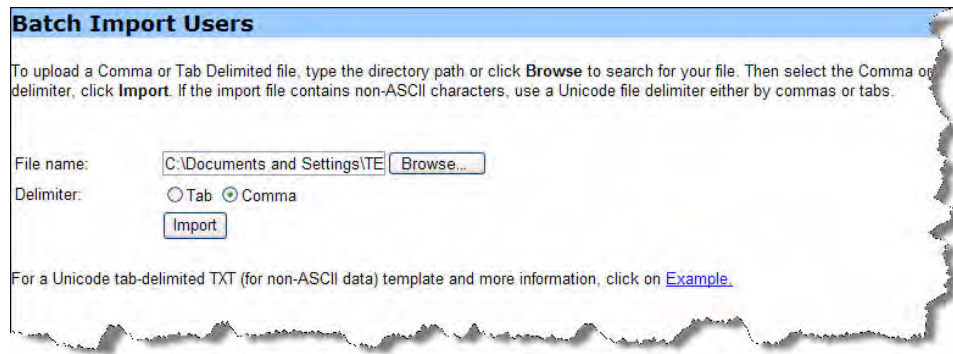 Batch Import Users
To upload a Comma or Tab Delimited file, type the directory path or click Browse to search for your file. Then select the Comma or
delimiter, click Import. If the import file contains non-ASCII characters, use a Unicode file delimiter either by commas or tabs.
File name: C:\Documents and Settings\TE Browse...
Delimiter: Tab Comma
Import
For a Unicode tab-delimited TXT (for non-ASCII data) template and more information, click on Example.